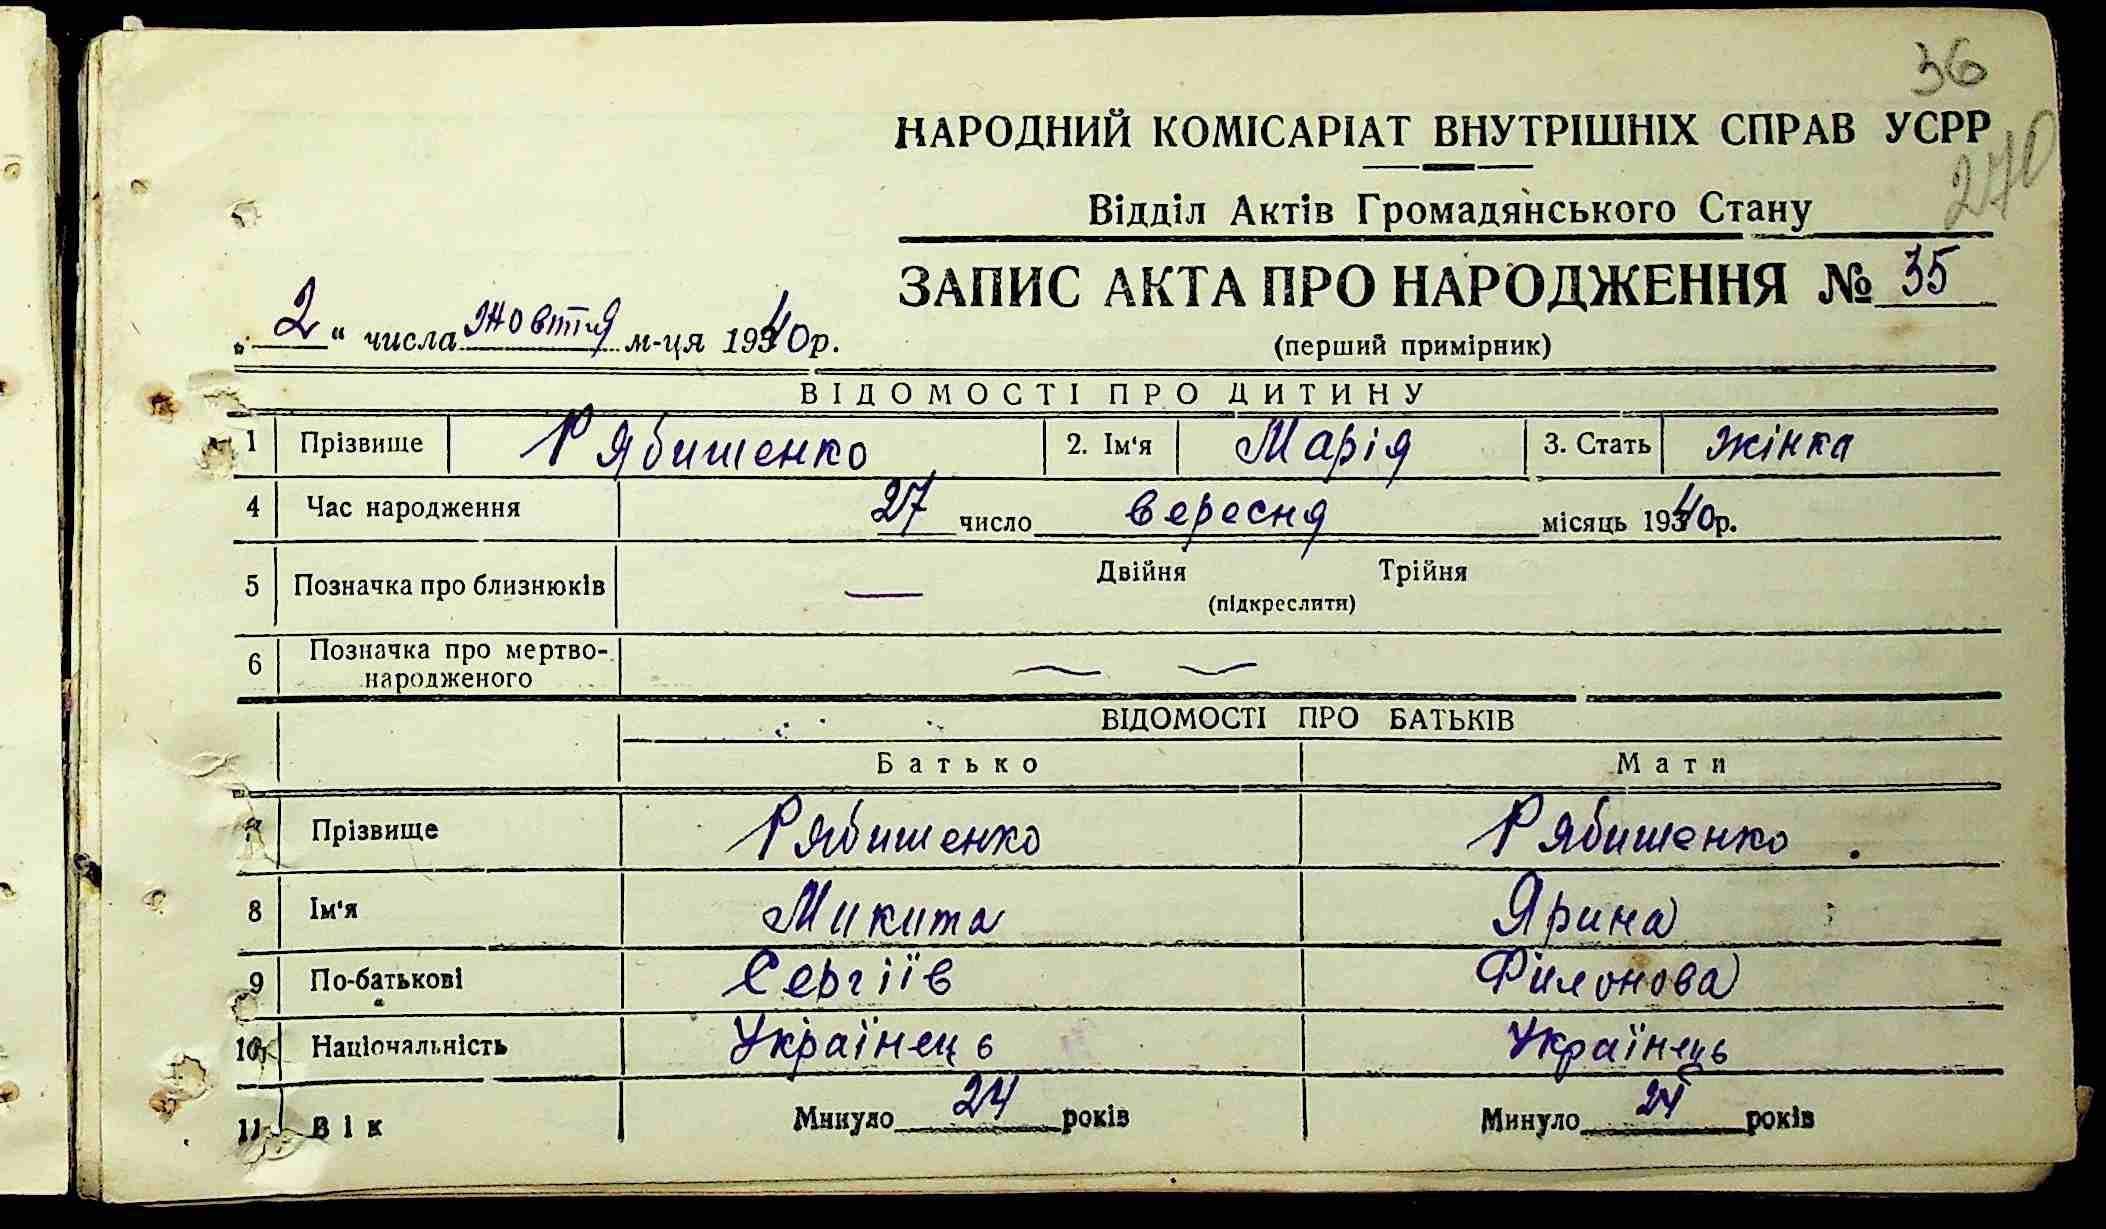 36
НАРОДНИЙ КОМІСАРІАТ ВНУТРІШНІХ СПРАВ УСРР
270
Відділ Актів Громадянського Стану
ЗАПИС АКТА ПРО НАРОДЖЕННЯ № 35
„2“ числа жовтня м-ця 1940р.
(перший примірник)
ВІДОМОСТІ ПРО ДИТИНУ
1 Прізвище Рябишенко 2. Ім'я Марія 3. Стать жінка
4 Час народження 27 число вересня місяць 1940р.
5 Позначка про близнюків — Двійня Трійня
(підкреслити)
6 Позначка про мертво-
народженого
ВІДОМОСТІ ПРО БАТЬКІВ
Батько Мати
7 Прізвище Рябишенко Рябишенко
8 Ім'я Микита Ярина
9 По-батькові Сергіїв Филонова
10 Національність Українець Українець
11 Вік Минуло 24 років Минуло 24 років